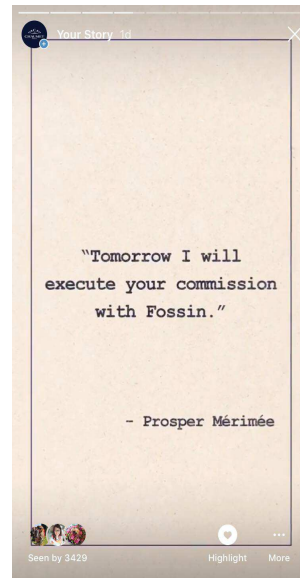 Your Story 1d
“Tomorrow I will
execute your commission
with Fossin.”
- Prosper Mérimée
Seen by 3429
Highlight
More